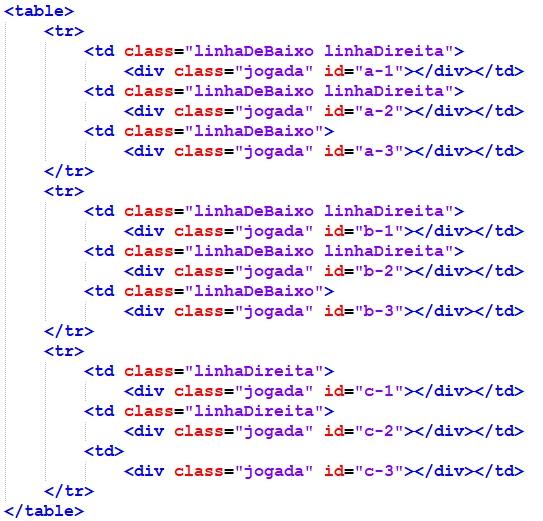 <table>
<tr>
<td class="linhaDeBaixo linhaDireita">
<div class="jogada" id="a-1"></div></td>
<td class="linhaDeBaixo linhaDireita">
<div class="jogada" id="a-2"></div></td>
<td class="linhaDeBaixo">
<div class="jogada" id="a-3"></div></td>
</tr>
<tr>
<td class="linhaDeBaixo linhaDireita">
<div class="jogada" id="b-1"></div></td>
<td class="linhaDeBaixo linhaDireita">
<div class="jogada" id="b-2"></div></td>
<td class="linhaDeBaixo">
<div class="jogada" id="b-3"></div></td>
</tr>
<tr>
<td class="linhaDireita">
<div class="jogada" id="c-1"></div></td>
<td class="linhaDireita">
<div class="jogada" id="c-2"></div></td>
<td>
<div class="jogada" id="c-3"></div></td>
</tr>
</table>